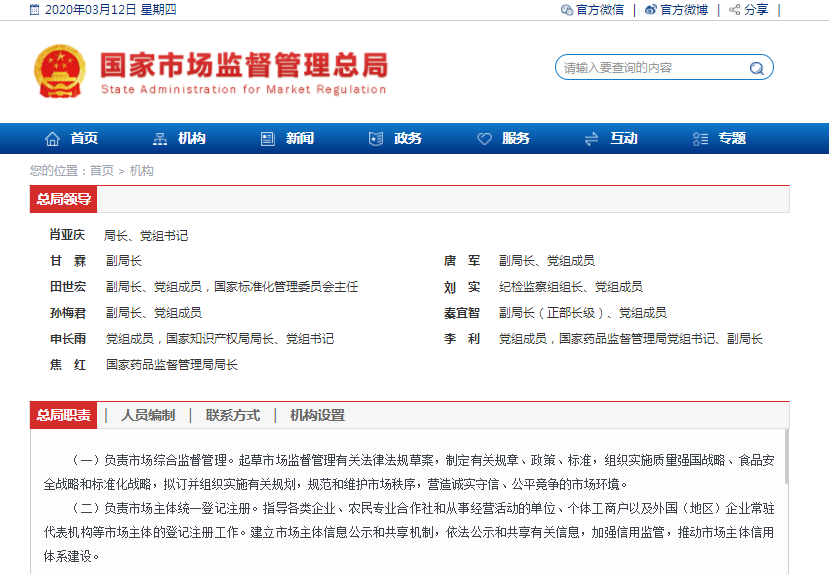 2020年03月12日 星期四 官方微信 | 官方微博 | 分享 |
国家市场监督管理总局
State Administration for Market Regulation
请输入要查询的内容
首页 机构 新闻 政务 服务 互动 专题
您的位置：首页 > 机构
总局领导
肖亚庆 局长、党组书记
甘 霖 副局长 唐 军 副局长、党组成员
田世宏 副局长、党组成员，国家标准化管理委员会主任 刘 实 纪检监察组组长、党组成员
孙梅君 副局长、党组成员 秦宜智 副局长（正部长级）、党组成员
申长雨 党组成员，国家知识产权局局长、党组书记 李 利 党组成员，国家药品监督管理局党组书记、副局长
焦 红 国家药品监督管理局局长
总局职责 | 人员编制 | 联系方式 | 机构设置
（一）负责市场综合监督管理。起草市场监督管理有关法律法规草案，制定有关规章、政策、标准，组织实施质量强国战略、食品安
全战略和标准化战略，拟订并组织实施有关规划，规范和维护市场秩序，营造诚实守信、公平竞争的市场环境。
（二）负责市场主体统一登记注册。指导各类企业、农民专业合作社和从事经营活动的单位、个体工商户以及外国（地区）企业常驻
代表机构等市场主体的登记注册工作。建立市场主体信息公示和共享机制，依法公示和共享有关信息，加强信用监管，推动市场主体信用
体系建设。